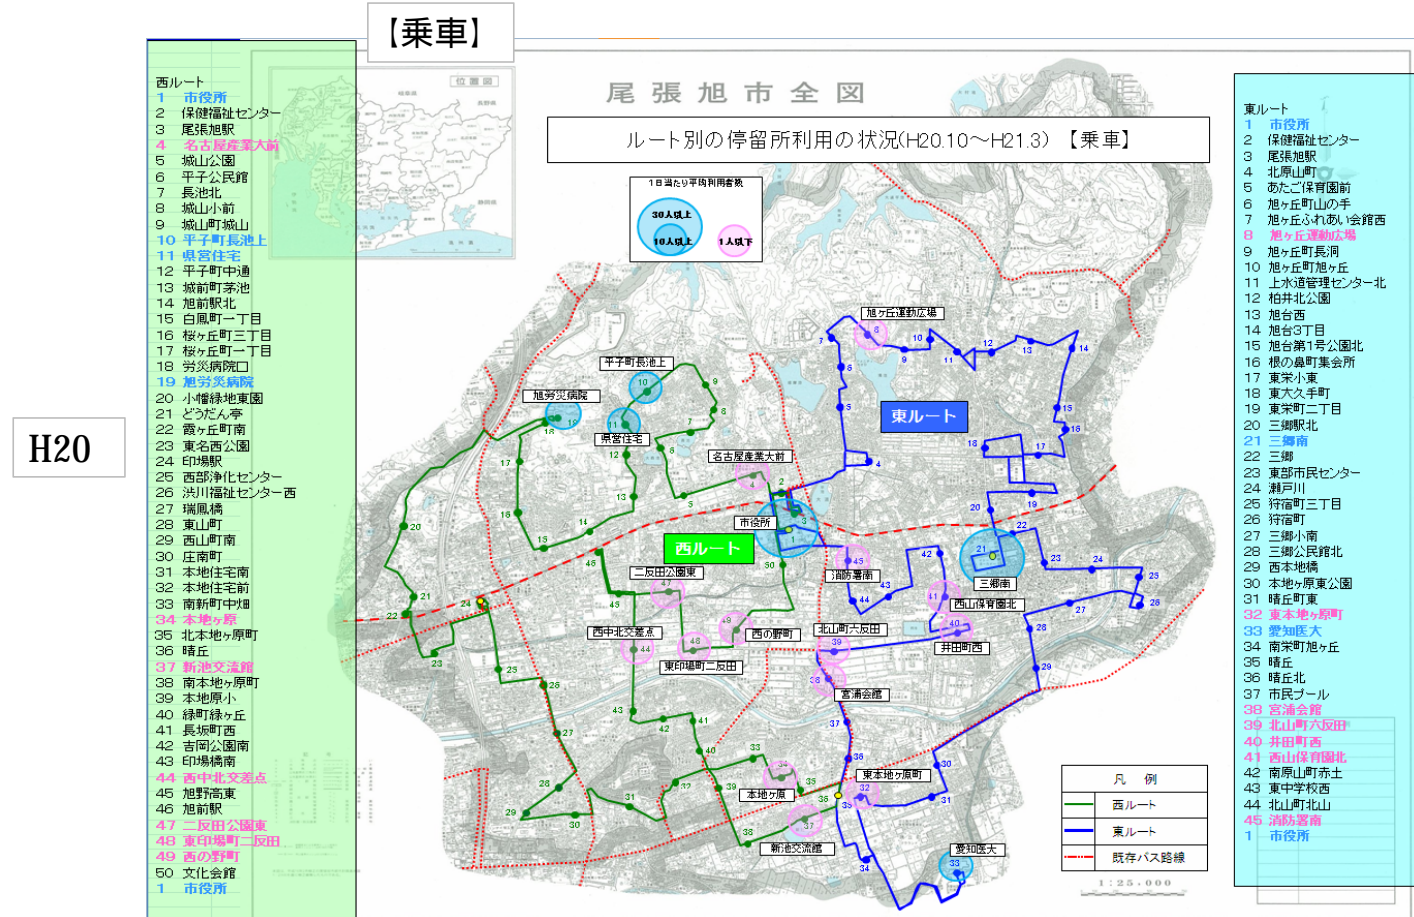 【乗車】
H20
西ルート
1 市役所
2 保健福祉センター
3 尾張旭駅
4 名古屋産業大前
5 城山公園
6 平子公民館
7 長池北
8 城山小前
9 城山町城山
10 平子町長池上
11 県営住宅
12 平子町中通
13 城前町茅池
14 旭前駅北
15 白鳳町一丁目
16 桜ヶ丘町三丁目
17 桜ヶ丘町一丁目
18 労災病院口
19 旭労災病院
20 小幡緑地東園
21 どうだん亭
22 霞ヶ丘町南
23 東名西公園
24 印場駅
25 西部浄化センター
26 渋川福祉センター西
27 瑞鳳橋
28 東山町
29 西山町南
30 庄南町
31 本地住宅南
32 本地住宅前
33 南新町中畑
34 本地ヶ原
35 北本地ヶ原町
36 晴丘
37 新池交流館
38 南本地ヶ原町
39 本地原小
40 緑町緑ヶ丘
41 長坂町西
42 吉岡公園南
43 印場橋南
44 西中北交差点
45 旭野高東
46 旭前駅
47 二反田公園東
48 東印場町二反田
49 西の野町
50 文化会館
1 市役所
位置図
尾張旭市全図
ルート別の停留所利用の状況(H20.10～H21.3) 【乗車】
1日当たり平均利用者数
30人以上
10人以上
1人以下
旭ヶ丘運動広場
平子町長池上
旭労災病院
県営住宅
名古屋産業大前
東ルート
市役所
西ルート
二反田公園東
消防署南
三郷南
西山保育園北
西中北交差点
西の野町
北山町六反田
井田町西
東印場町二反田
宮浦会館
本地ヶ原
東本地ヶ原町
新池交流館
愛知医大
凡例
西ルート
東ルート
既存バス路線
1:25,000
東ルート
1 市役所
2 保健福祉センター
3 尾張旭駅
4 北原山町
5 あたご保育園前
6 旭ヶ丘町山の手
7 旭ヶ丘ふれあい会館西
8 旭ヶ丘運動広場
9 旭ヶ丘町長洞
10 旭ヶ丘町旭ヶ丘
11 上水道管理センター北
12 柏井北公園
13 旭台西
14 旭台3丁目
15 旭台第1号公園北
16 根の鼻町集会所
17 東栄小東
18 東大久手町
19 東栄町二丁目
20 三郷駅北
21 三郷南
22 三郷
23 東部市民センター
24 瀬戸川
25 狩宿町三丁目
26 狩宿町
27 三郷小南
28 三郷公民館北
29 西本地橋
30 本地ヶ原東公園
31 晴丘町東
32 東本地ヶ原町
33 愛知医大
34 南栄町旭ヶ丘
35 晴丘
36 晴丘北
37 市民プール
38 宮浦会館
39 北山町六反田
40 井田町西
41 西山保育園北
42 南原山町赤土
43 東中学校西
44 北山町北山
45 消防署南
1 市役所